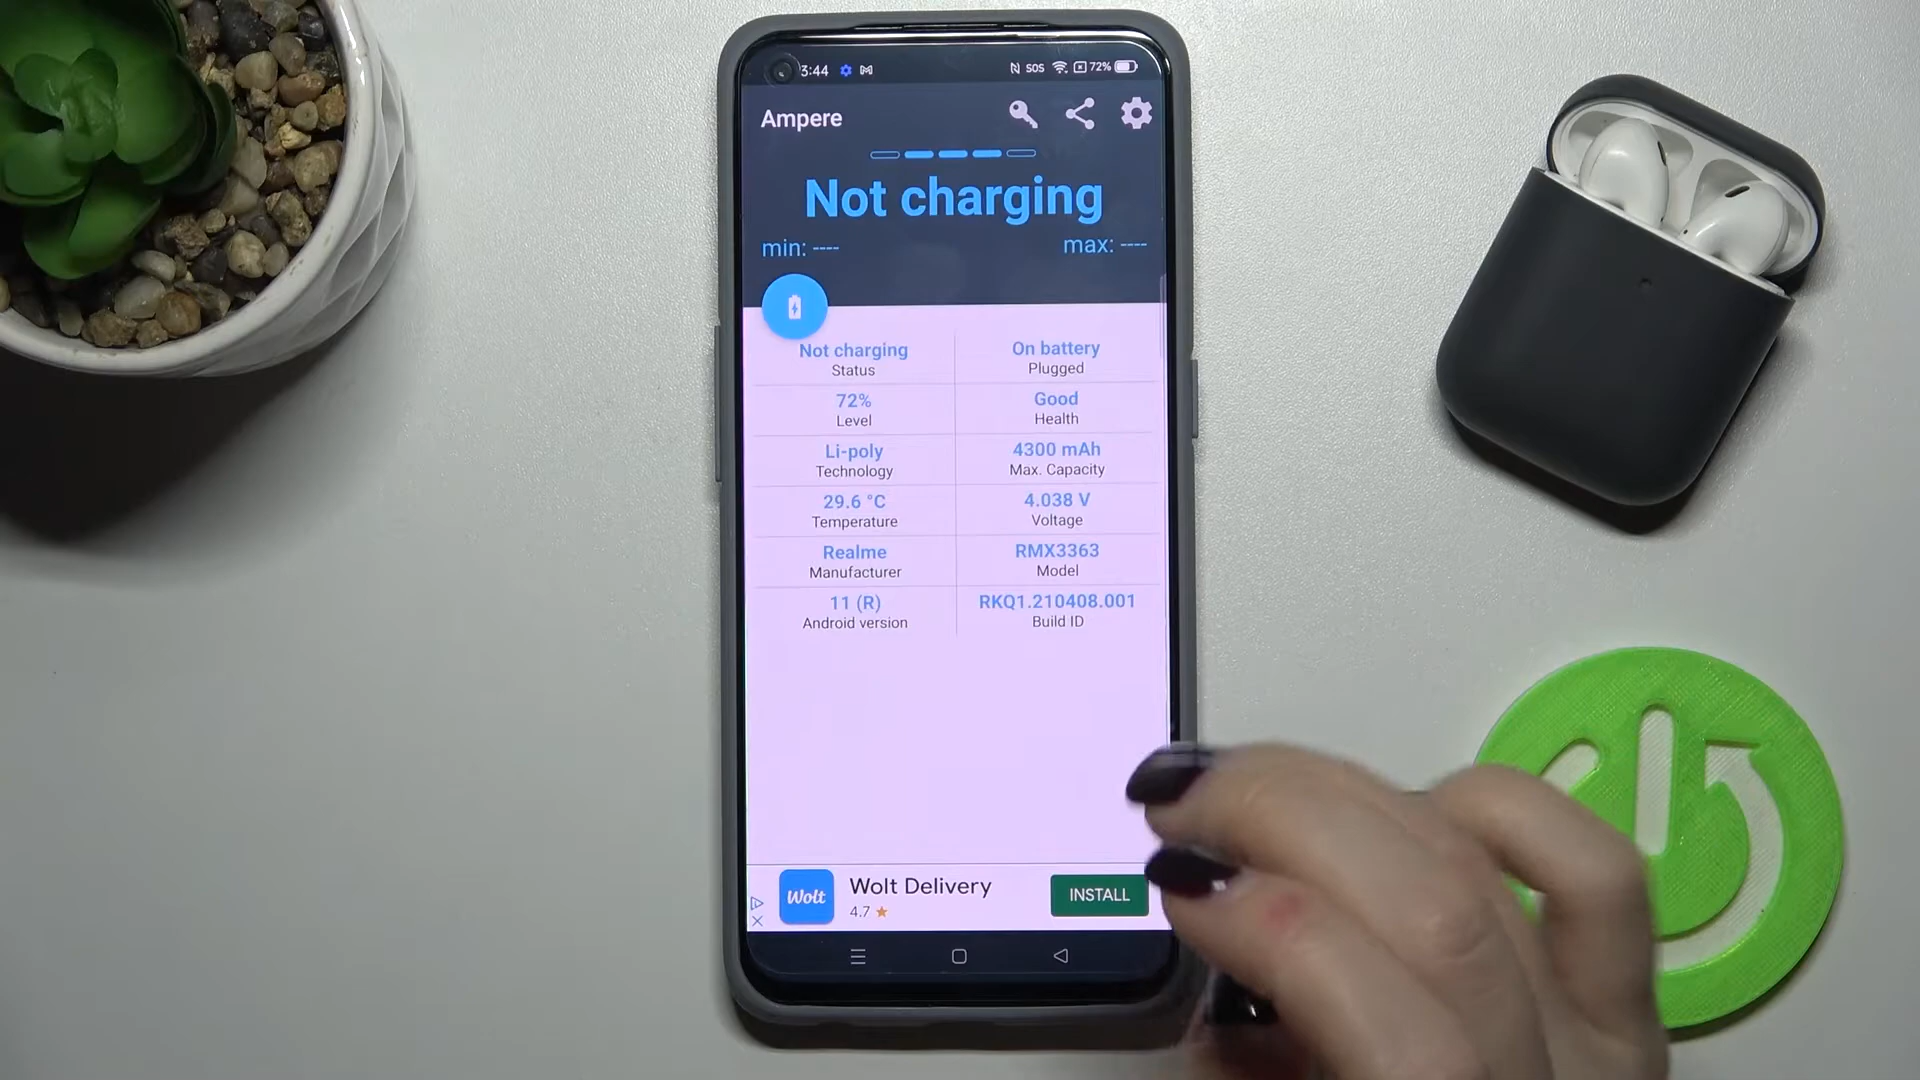 3:44 SOS 72%
Ampere
Not charging
min: ---- max: ----
Not charging On battery
Status Plugged
72% Good
Level Health
Li-poly 4300 mAh
Technology Max. Capacity
29.6 °C 4.038 V
Temperature Voltage
Realme RMX3363
Manufacturer Model
11 (R) RKQ1.210408.001
Android version Build ID
Wolt Wolt Delivery INSTALL
4.7 ★